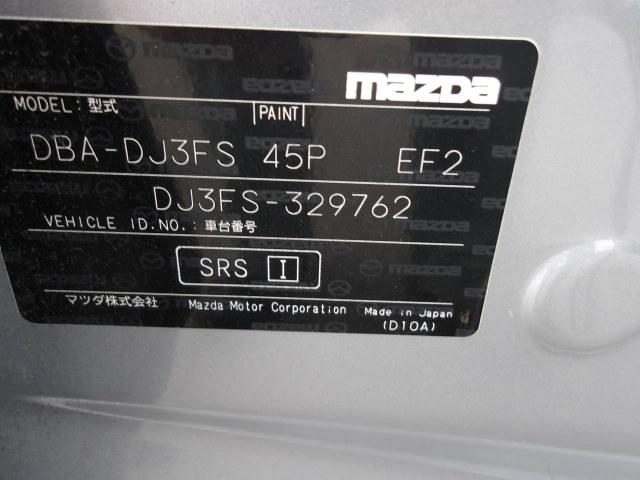 mazda
MODEL:型式 PAINT
DBA-DJ3FS 45P EF2
DJ3FS-329762
VEHICLE ID.NO.:車台番号
SRS I
マツダ株式会社 Mazda Motor Corporation Made in Japan
(D10A)